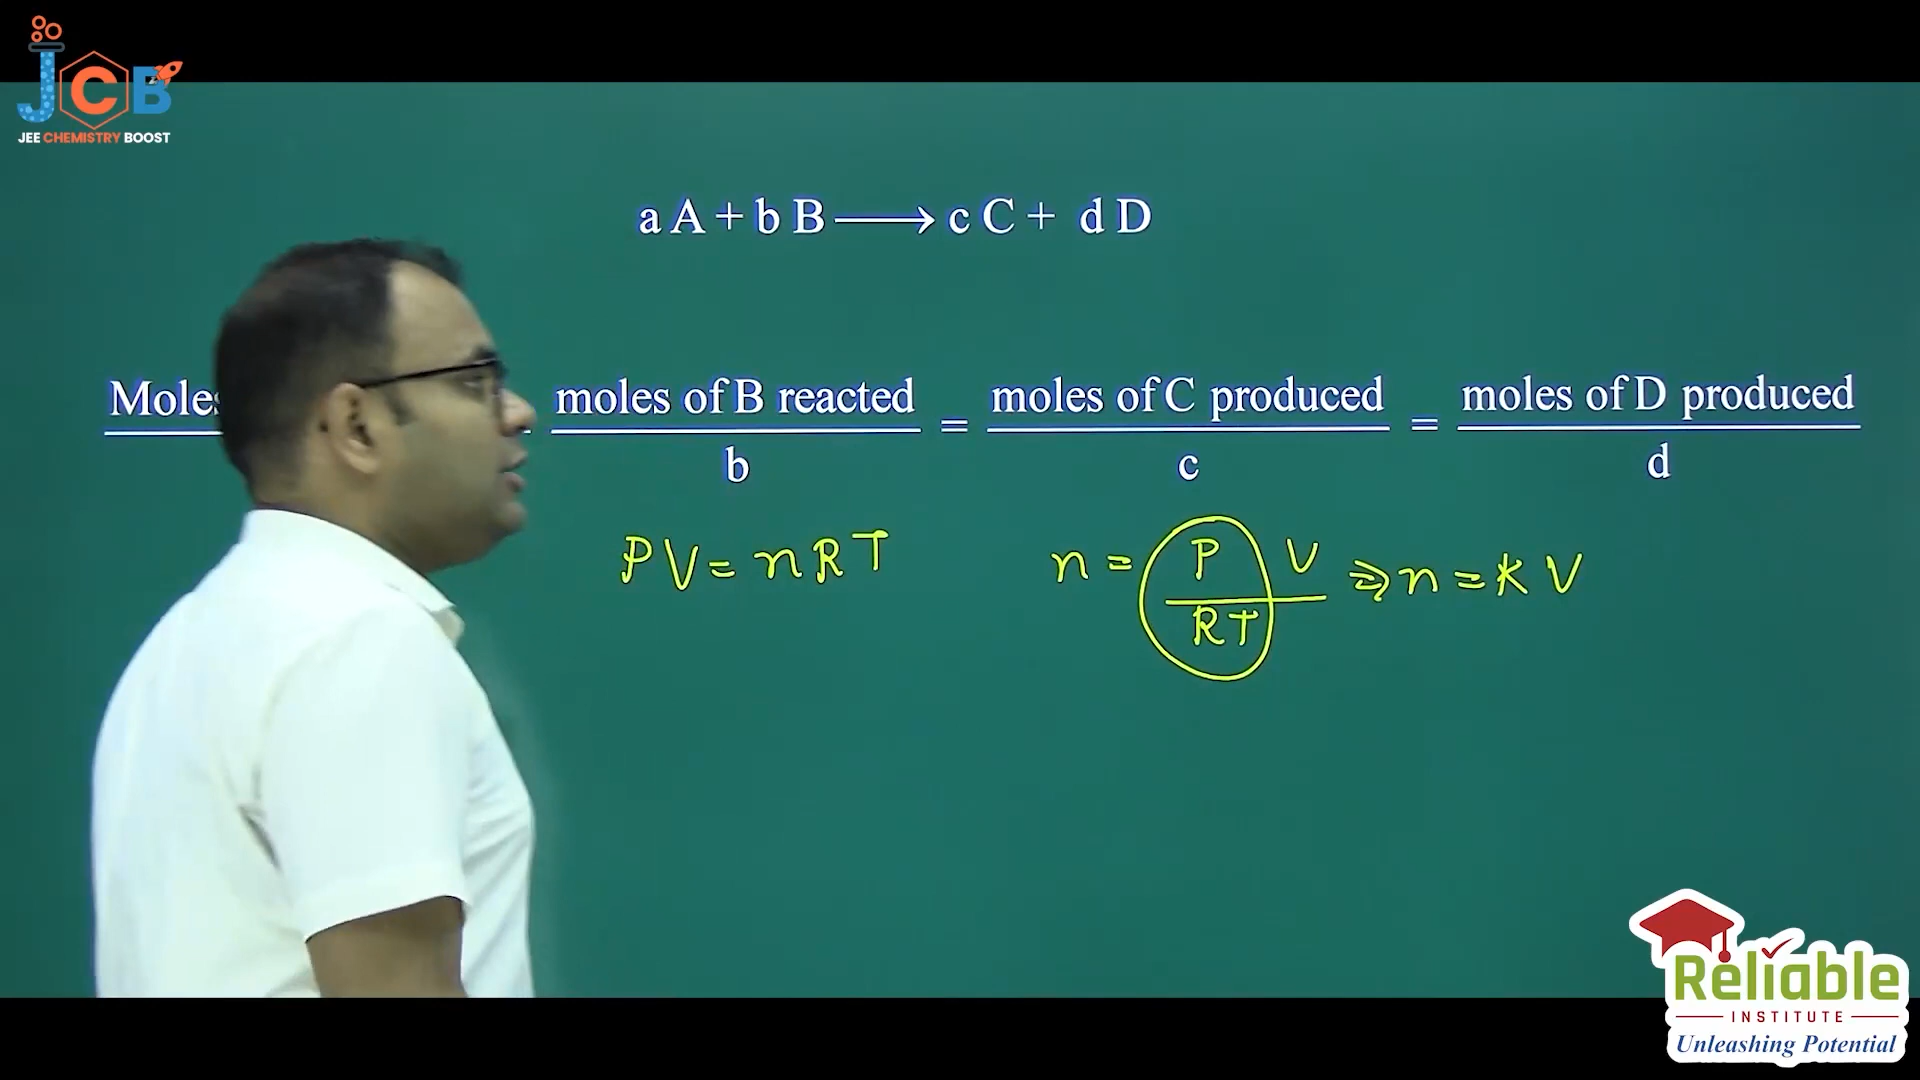 JCB
JEE CHEMISTRY BOOST
a A + b B ⟶ c C + d D
moles of B reacted / b = moles of C produced / c = moles of D produced / d
PV = nRT
n = P V / RT ⇒ n = K V
Reliable
INSTITUTE
Unleashing Potential